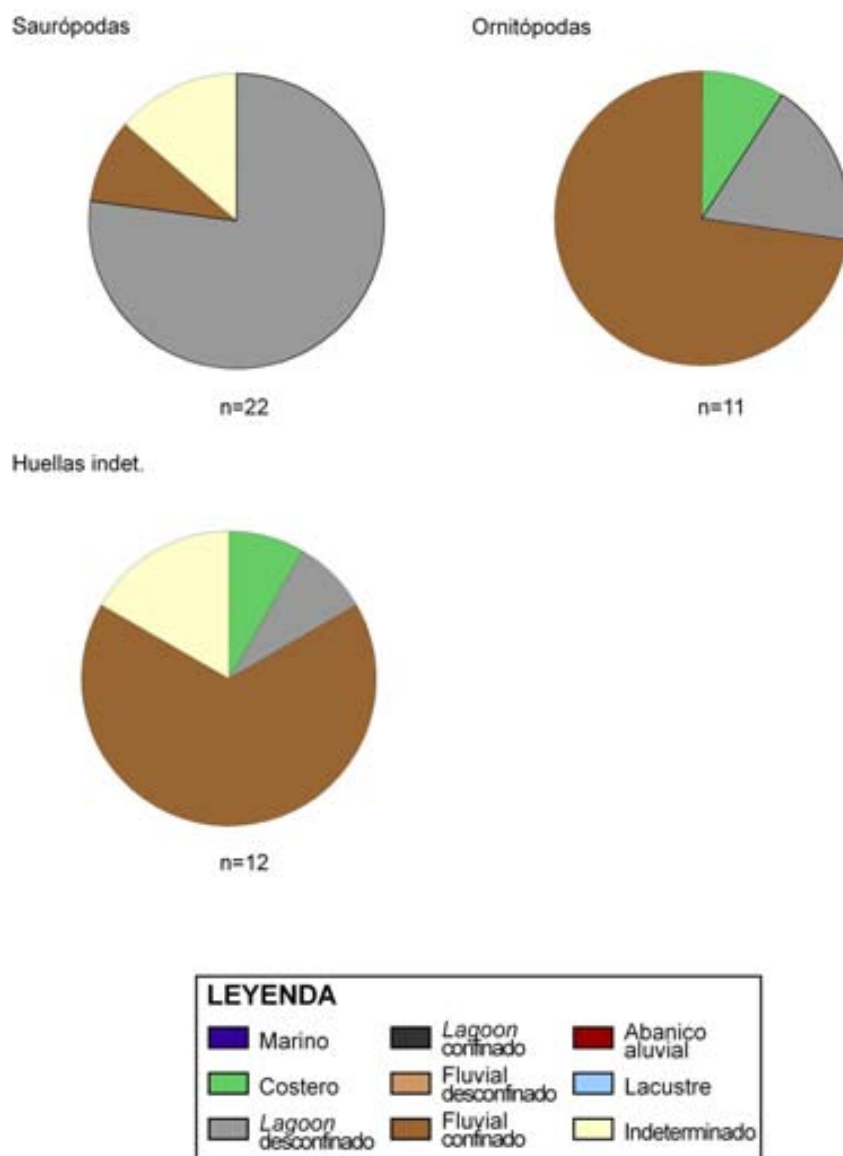 Saurópodas
Ornitópodas
n=22
n=11
Huellas indet.
n=12
LEYENDA
Marino
Lagoon
confinado
Abanico
aluvial
Costero
Fluvial
desconfinado
Lacustre
Lagoon
desconfinado
Fluvial
confinado
Indeterminado